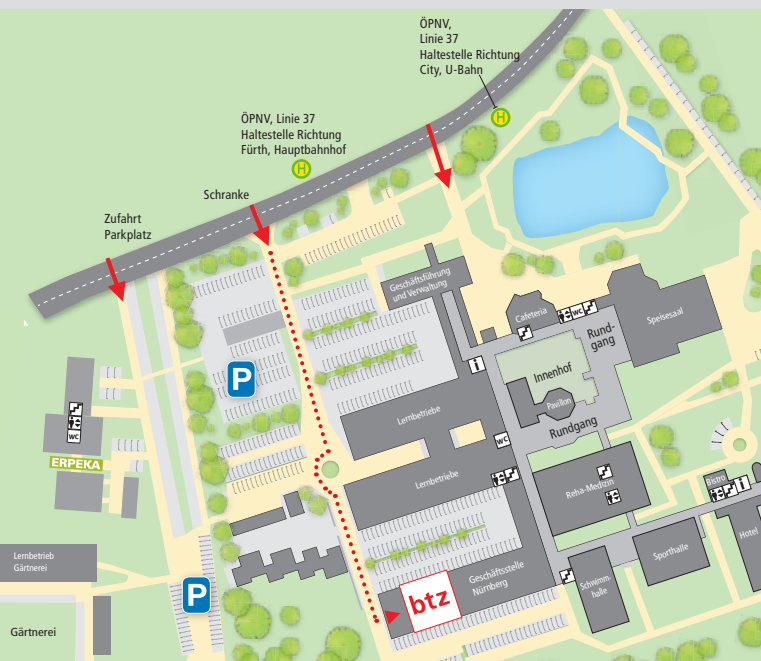 ÖPNV,
Linie 37
Haltestelle Richtung
City, U-Bahn
H
ÖPNV, Linie 37
Haltestelle Richtung
Fürth, Hauptbahnhof
H
Schranke
Zufahrt
Parkplatz
Geschäftsführung
und Verwaltung
Cafeteria
WC
Rund-
gang
Speisesaal
Innenhof
i
P
Pavillon
Lernbetriebe
Rundgang
WC
WC
ERPEKA
Lernbetriebe
Reha-Medizin
Bistro
i
Hotel
Sporthalle
Lernbetrieb
Gärtnerei
Geschäftsstelle
Nürnberg
Schwimm-
halle
P
btz
Gärtnerei